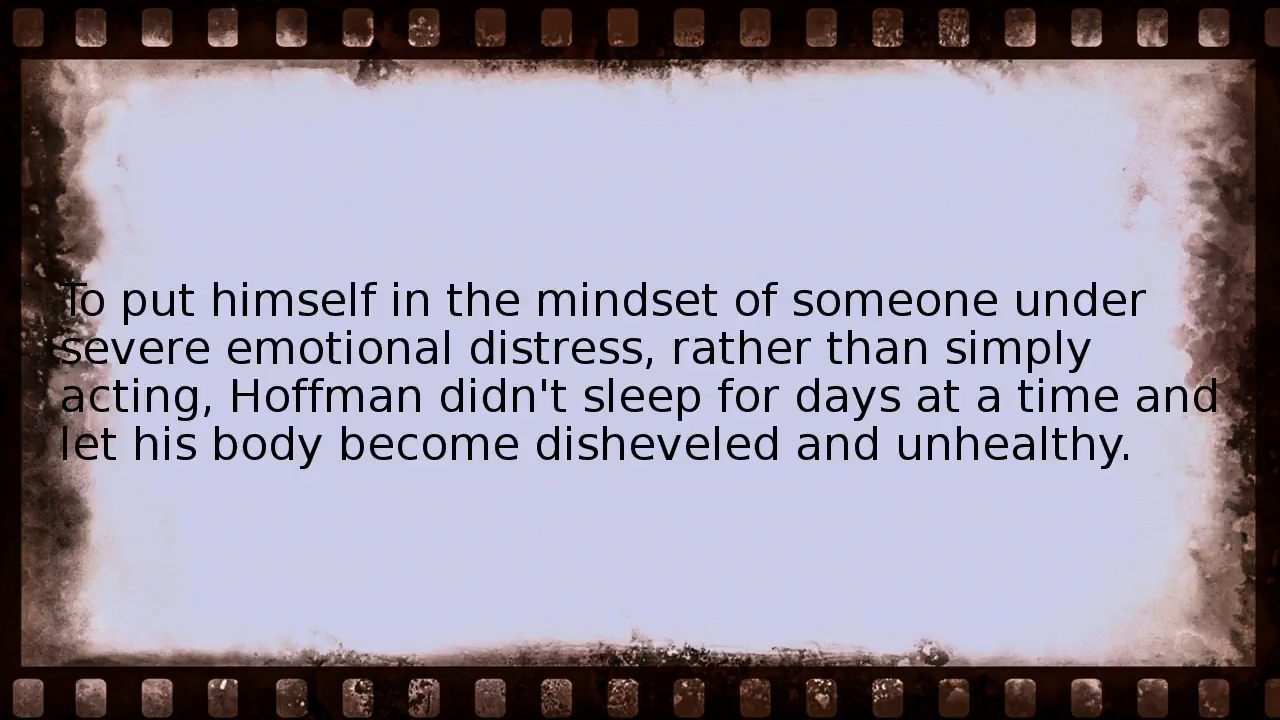 To put himself in the mindset of someone under
severe emotional distress, rather than simply
acting, Hoffman didn't sleep for days at a time and
let his body become disheveled and unhealthy.